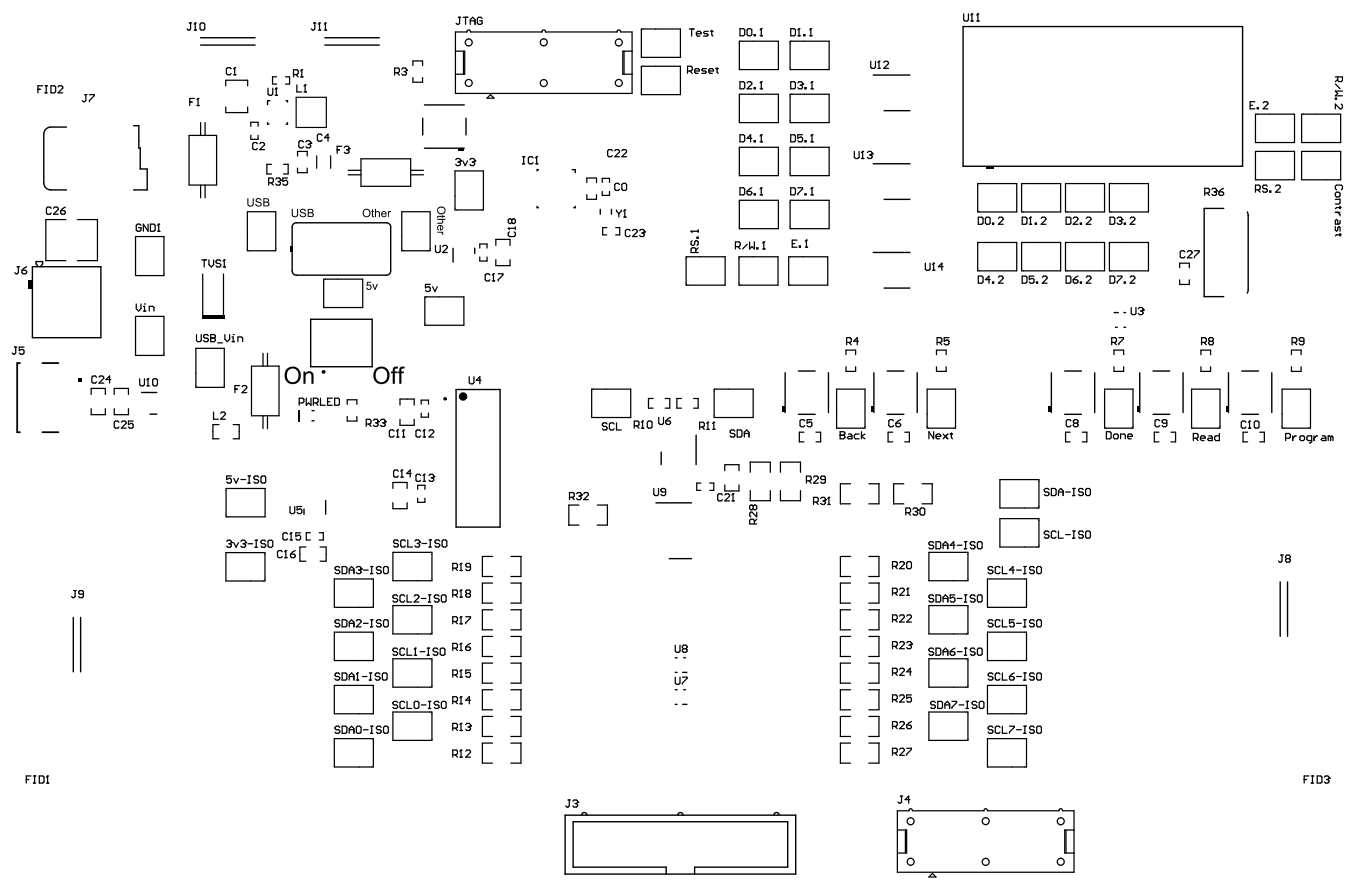 J10
J11
JTAG
Test
Reset
D0.1
D1.1
U11
U12
R3
C1
R1
U1
L1
FID2
J7
F1
D2.1
D3.1
E.2
R/W.2
C2
C3
C4
F3
R35
D4.1
D5.1
U13
IC1
C22
C0
3v3
RS.2
Contrast
D6.1
D7.1
R36
C26
GND1
USB
USB
Other
Other
C18
Y1
C23
D0.2
D1.2
D2.2
D3.2
U2
C17
RS.1
R/W.1
E.1
U14
C27
J6
TVS1
D4.2
D5.2
D6.2
D7.2
5v
5v
Vin
U3
USB_Vin
J5
R4
R5
R7
R8
R9
On
Off
C24
U10
F2
U4
C25
PWRLED
L2
R33
C11
C12
SCL
R10
U6
R11
SDA
C5
Back
C6
Next
C8
Done
C9
Read
C10
Program
5v-ISO
C14
C13
U9
C21
R28
R29
R31
R30
SDA-ISO
R32
U5
SCL-ISO
C15
C16
3v3-ISO
SCL3-ISO
SDA3-ISO
R19
R20
SDA4-ISO
SCL4-ISO
J8
J9
SCL2-ISO
R18
R21
SDA5-ISO
SDA2-ISO
R17
R22
SCL5-ISO
SCL1-ISO
R16
U8
R23
SDA6-ISO
SDA1-ISO
R15
U7
R24
SCL6-ISO
SCL0-ISO
R14
R25
SDA7-ISO
SDA0-ISO
R13
R26
SCL7-ISO
R12
R27
FID1
FID3
J3
J4